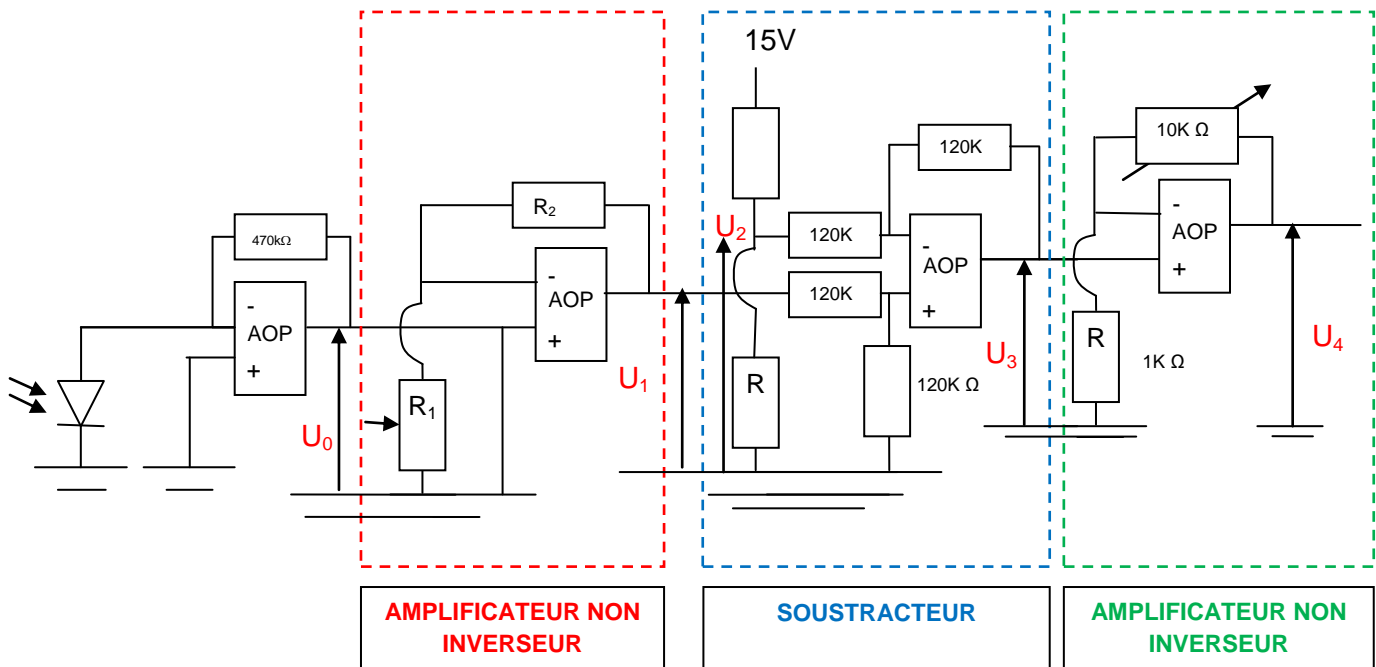 470kΩ
-
AOP
+
U0
R2
-
AOP
+
R1
U1
15V
U2
120K
120K
120K
-
AOP
+
R
120K Ω
U3
10K Ω
-
AOP
+
R
1K Ω
U4
AMPLIFICATEUR NON
INVERSEUR
SOUSTRACTEUR
AMPLIFICATEUR NON
INVERSEUR